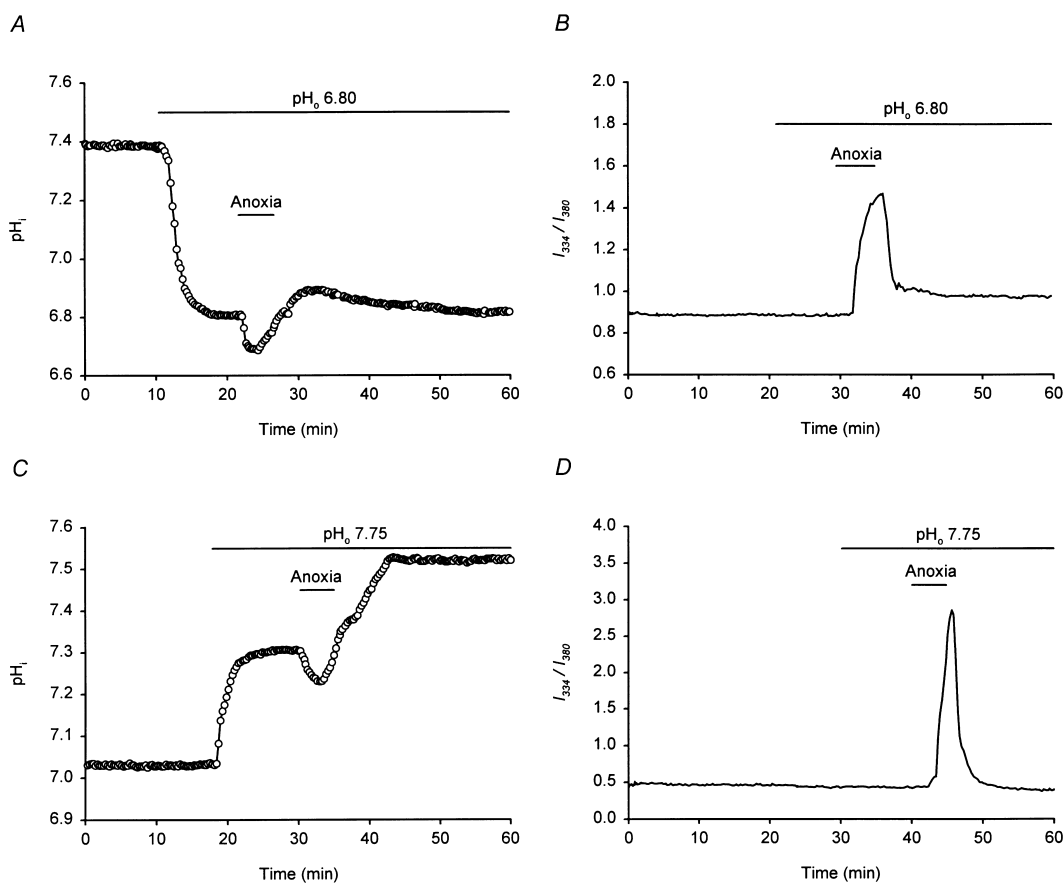 A
7.6
7.4
7.2
7.0
6.8
6.6
pHi
pHo 6.80
Anoxia
0 10 20 30 40 50 60
Time (min)
B
2.0
1.8
1.6
1.4
1.2
1.0
0.8
0.6
I334 / I380
pHo 6.80
Anoxia
0 10 20 30 40 50 60
Time (min)
C
7.6
7.5
7.4
7.3
7.2
7.1
7.0
6.9
pHi
pHo 7.75
Anoxia
0 10 20 30 40 50 60
Time (min)
D
4.0
3.5
3.0
2.5
2.0
1.5
1.0
0.5
0.0
I334 / I380
pHo 7.75
Anoxia
0 10 20 30 40 50 60
Time (min)